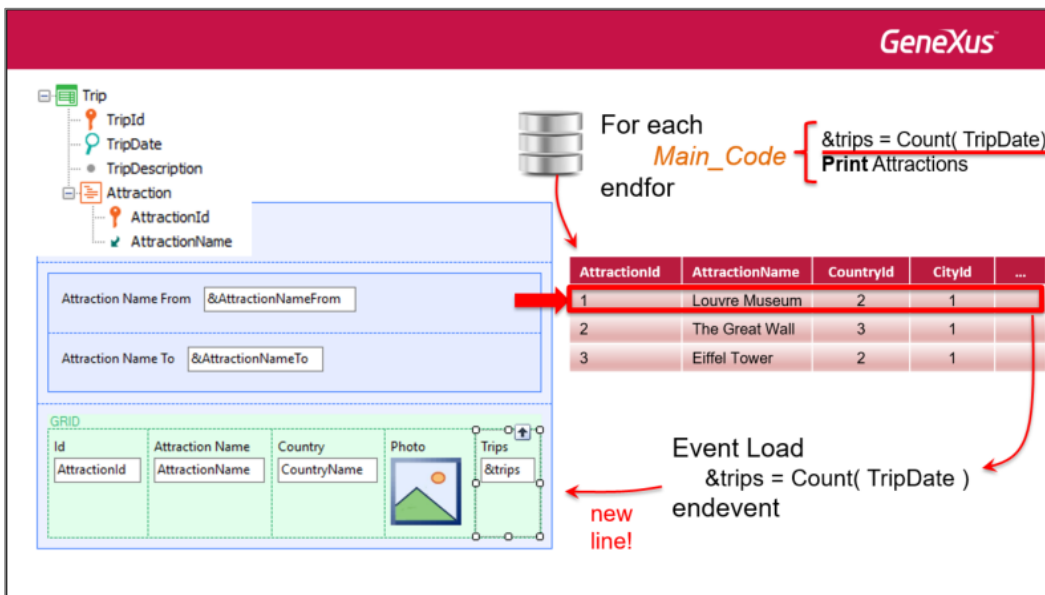 GeneXus™
Trip
TripId
TripDate
TripDescription
Attraction
AttractionId
AttractionName
For each
Main_Code
endfor
&trips = Count( TripDate)
Print Attractions
Attraction Name From &AttractionNameFrom
Attraction Name To &AttractionNameTo
AttractionId AttractionName CountryId CityId ...
1 Louvre Museum 2 1
2 The Great Wall 3 1
3 Eiffel Tower 2 1
GRID
Id Attraction Name Country Photo Trips
AttractionId AttractionName CountryName &trips
Event Load
&trips = Count( TripDate )
endevent
new
line!